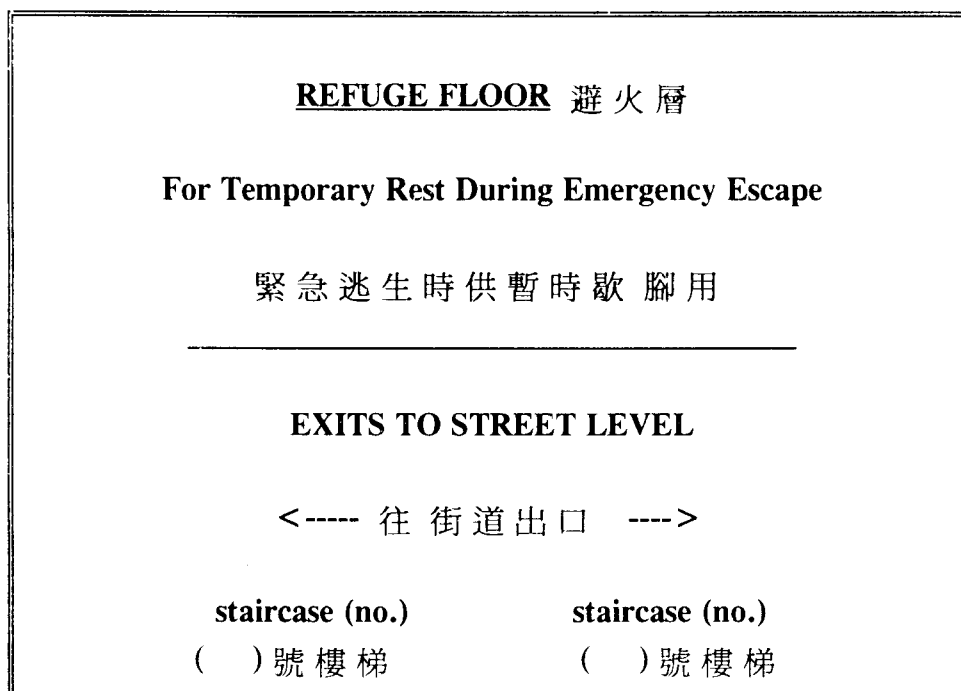 REFUGE FLOOR 避火層
For Temporary Rest During Emergency Escape
緊急逃生時供暫時歇 腳用
EXITS TO STREET LEVEL
<----- 往 街道出口 ---->
staircase (no.) staircase (no.)
( )號樓梯 ( )號樓梯